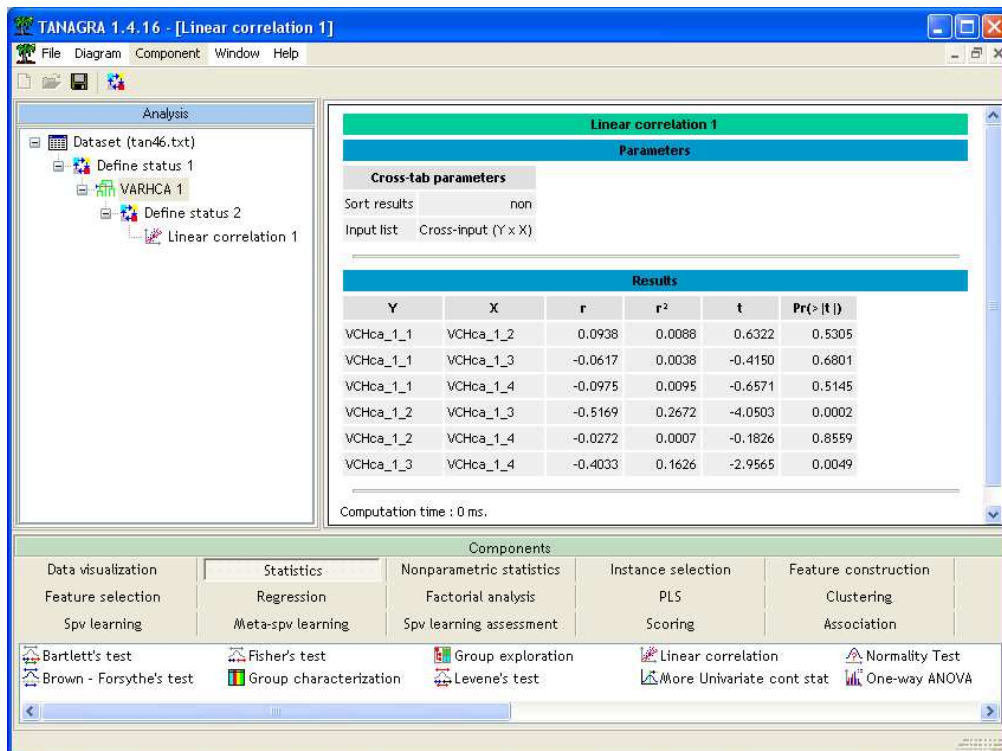 TANAGRA 1.4.16 - [Linear correlation 1]
File Diagram Component Window Help
Analysis
Dataset (tan46.txt)
Define status 1
VARHCA 1
Define status 2
Linear correlation 1
Linear correlation 1
Parameters
Cross-tab parameters
Sort results non
Input list Cross-input (Y x X)
Results
Y X r r² t Pr(>|t|)
VCHca_1_1 VCHca_1_2 0.0938 0.0088 0.6322 0.5305
VCHca_1_1 VCHca_1_3 -0.0617 0.0038 -0.4150 0.6801
VCHca_1_1 VCHca_1_4 -0.0975 0.0095 -0.6571 0.5145
VCHca_1_2 VCHca_1_3 -0.5169 0.2672 -4.0503 0.0002
VCHca_1_2 VCHca_1_4 -0.0272 0.0007 -0.1826 0.8559
VCHca_1_3 VCHca_1_4 -0.4033 0.1626 -2.9565 0.0049
Computation time : 0 ms.
Components
Data visualization Statistics Nonparametric statistics Instance selection Feature construction
Feature selection Regression Factorial analysis PLS Clustering
Spv learning Meta-spv learning Spv learning assessment Scoring Association
Bartlett's test Fisher's test Group exploration Linear correlation Normality Test
Brown - Forsythe's test Group characterization Levene's test More Univariate cont stat One-way ANOVA